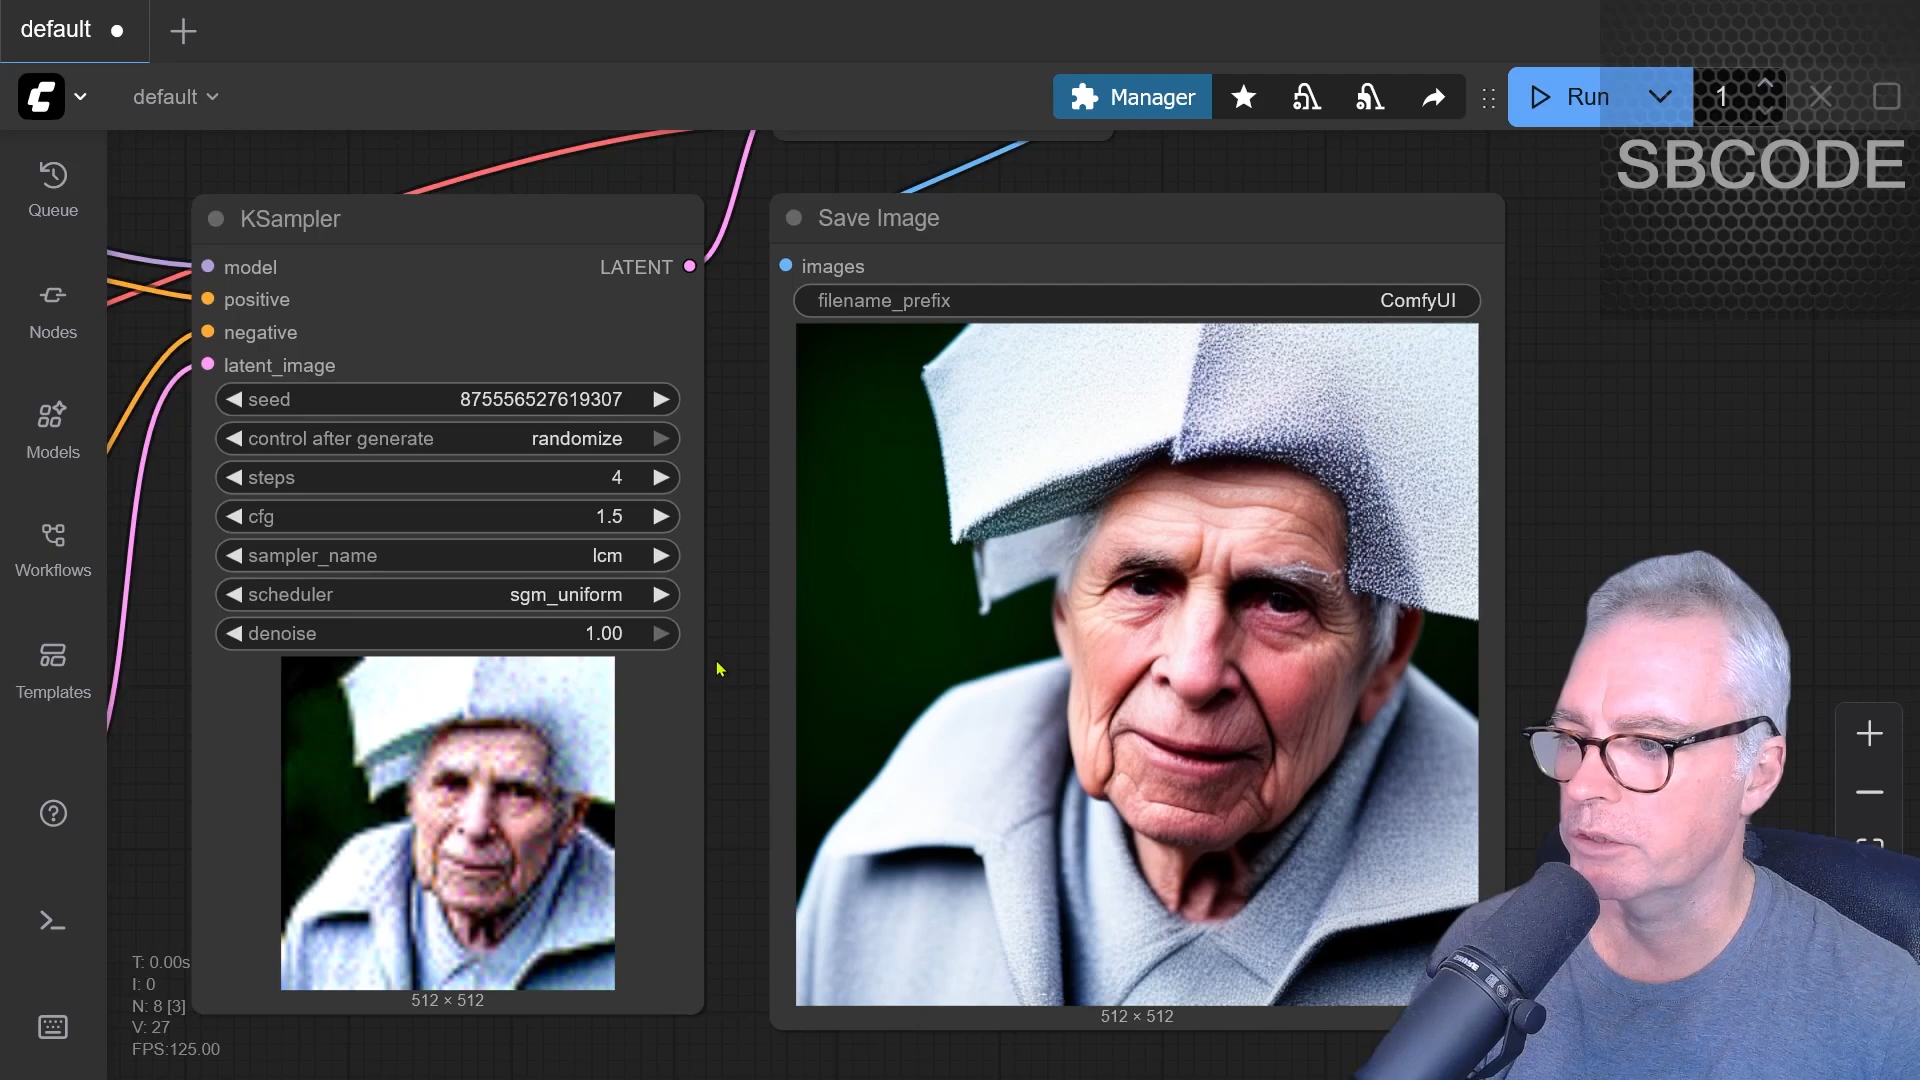 default
default
Manager
Run
1
SBCODE
Queue
Nodes
Models
Workflows
Templates
KSampler
model
LATENT
positive
negative
latent_image
seed 875556527619307
control after generate randomize
steps 4
cfg 1.5
sampler_name lcm
scheduler sgm_uniform
denoise 1.00
512 × 512
Save Image
images
filename_prefix ComfyUI
512 × 512
T: 0.00s
I: 0
N: 8 [3]
V: 27
FPS:125.00